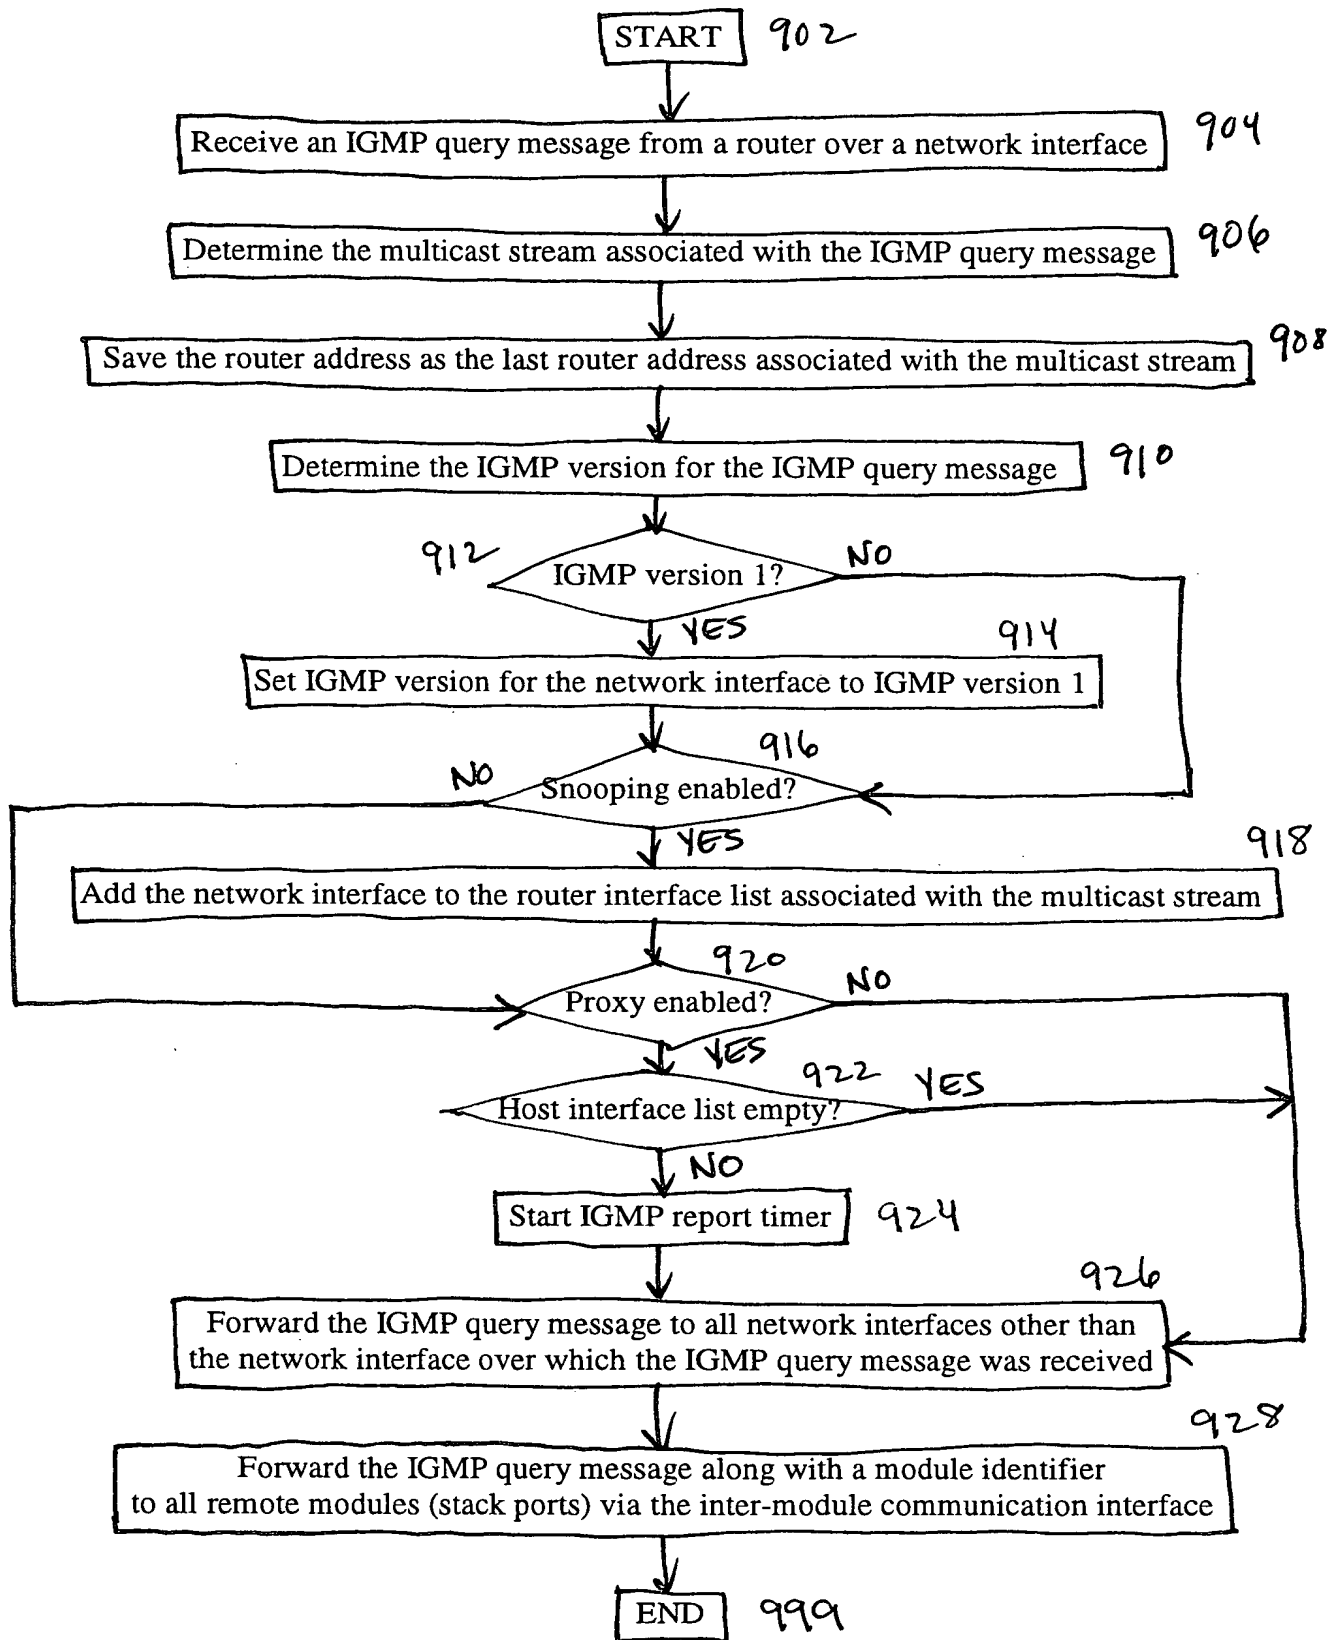 START 902
Receive an IGMP query message from a router over a network interface 904
Determine the multicast stream associated with the IGMP query message 906
Save the router address as the last router address associated with the multicast stream 908
Determine the IGMP version for the IGMP query message 910
912 IGMP version 1? NO
YES
914
Set IGMP version for the network interface to IGMP version 1
916
NO Snooping enabled?
YES
918
Add the network interface to the router interface list associated with the multicast stream
920
Proxy enabled? NO
YES
922 YES
Host interface list empty?
NO
Start IGMP report timer 924
926
Forward the IGMP query message to all network interfaces other than
the network interface over which the IGMP query message was received
928
Forward the IGMP query message along with a module identifier
to all remote modules (stack ports) via the inter-module communication interface
END 999